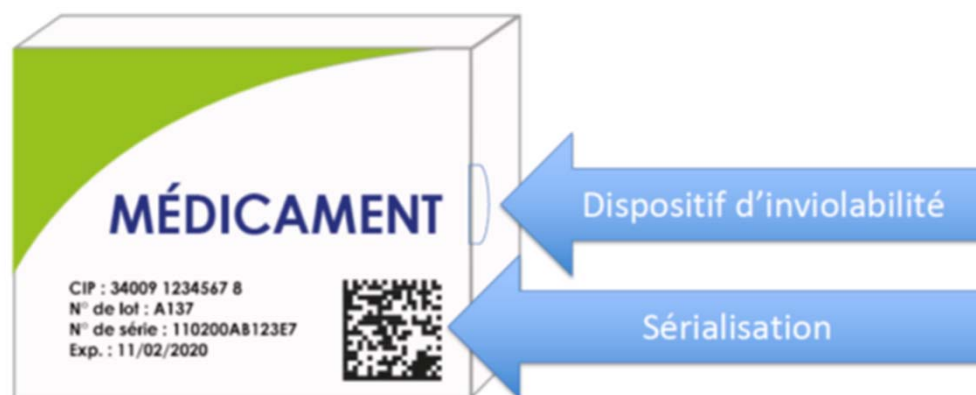 MÉDICAMENT
CIP : 34009 1234567 8
N° de lot : A137
N° de série : 110200AB123E7
Exp. : 11/02/2020
Dispositif d’inviolabilité
Sérialisation